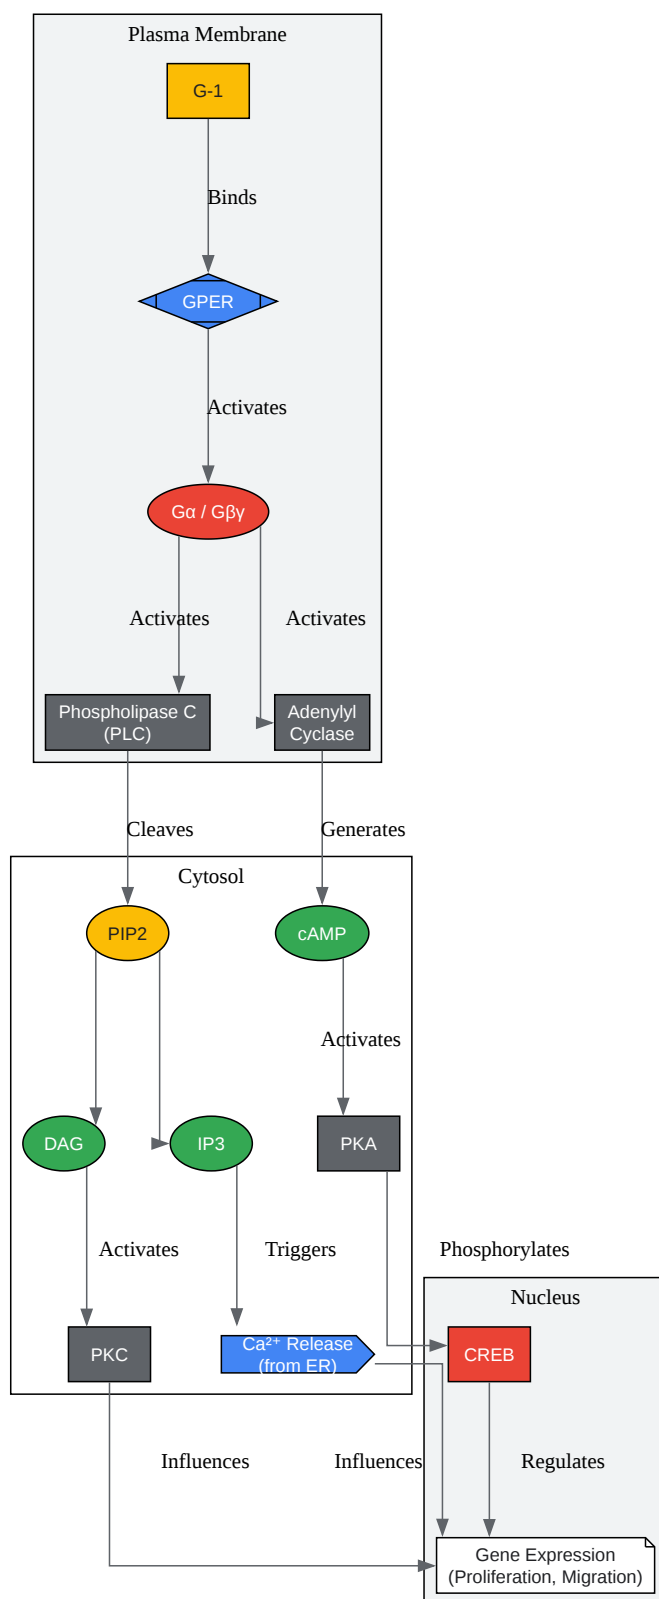 Plasma Membrane
G-1
Binds
GPER
Activates
Gα / Gβγ
Activates
Activates
Phospholipase C
(PLC)
Adenylyl
Cyclase
Cleaves
Generates
Cytosol
PIP2
cAMP
Activates
DAG
IP3
PKA
Activates
Triggers
Phosphorylates
Nucleus
PKC
Ca²⁺ Release
(from ER)
CREB
Influences
Influences
Regulates
Gene Expression
(Proliferation, Migration)